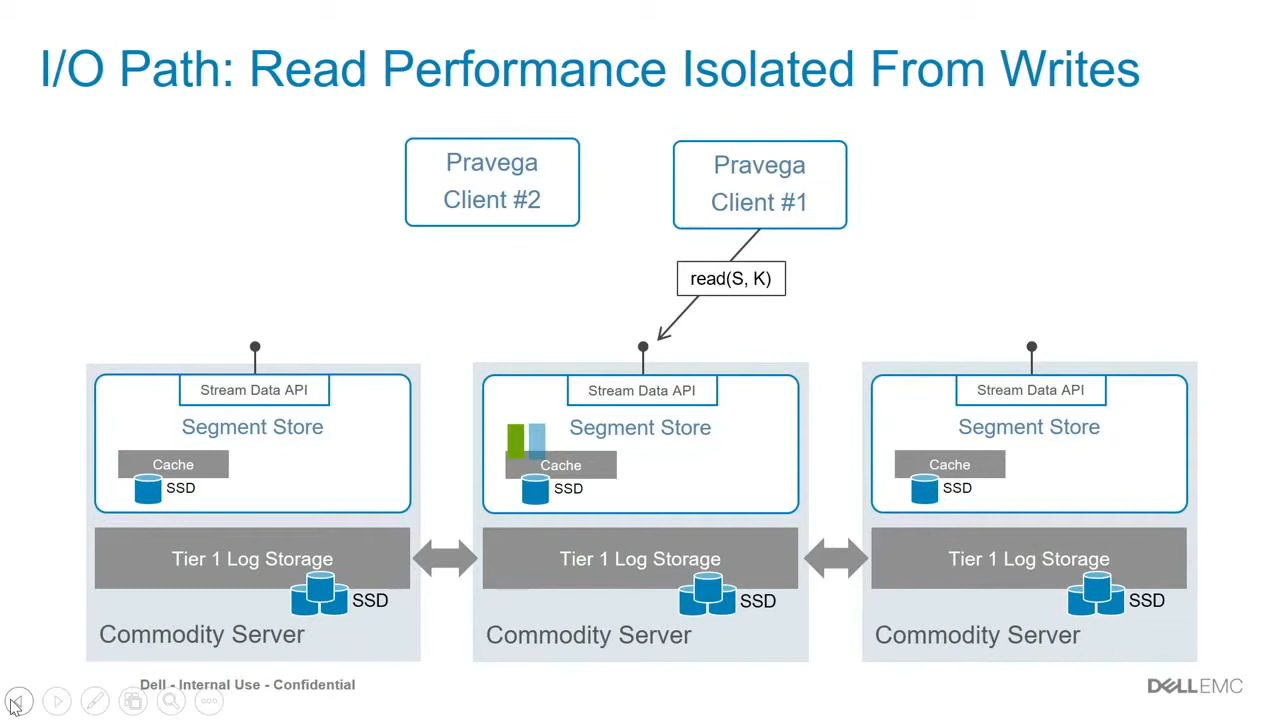 I/O Path: Read Performance Isolated From Writes
Pravega
Client #2
Pravega
Client #1
read(S, K)
Stream Data API
Segment Store
Cache
SSD
Tier 1 Log Storage
SSD
Commodity Server
Stream Data API
Segment Store
Cache
SSD
Tier 1 Log Storage
SSD
Commodity Server
Stream Data API
Segment Store
Cache
SSD
Tier 1 Log Storage
SSD
Commodity Server
Dell - Internal Use - Confidential
DELLEMC